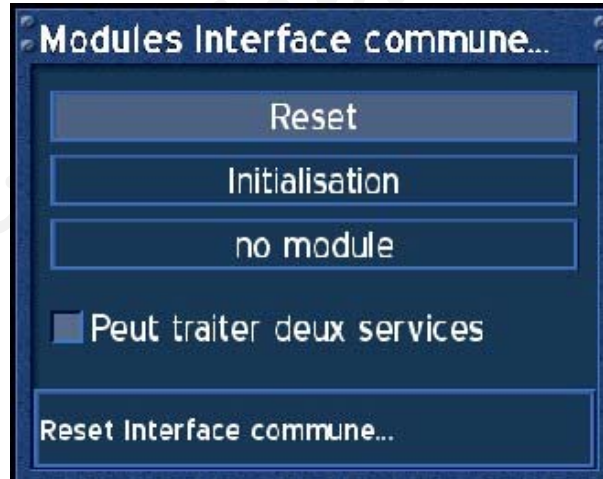 Modules Interface commune...
Reset
Initialisation
no module
Peut traiter deux services
Reset Interface commune...